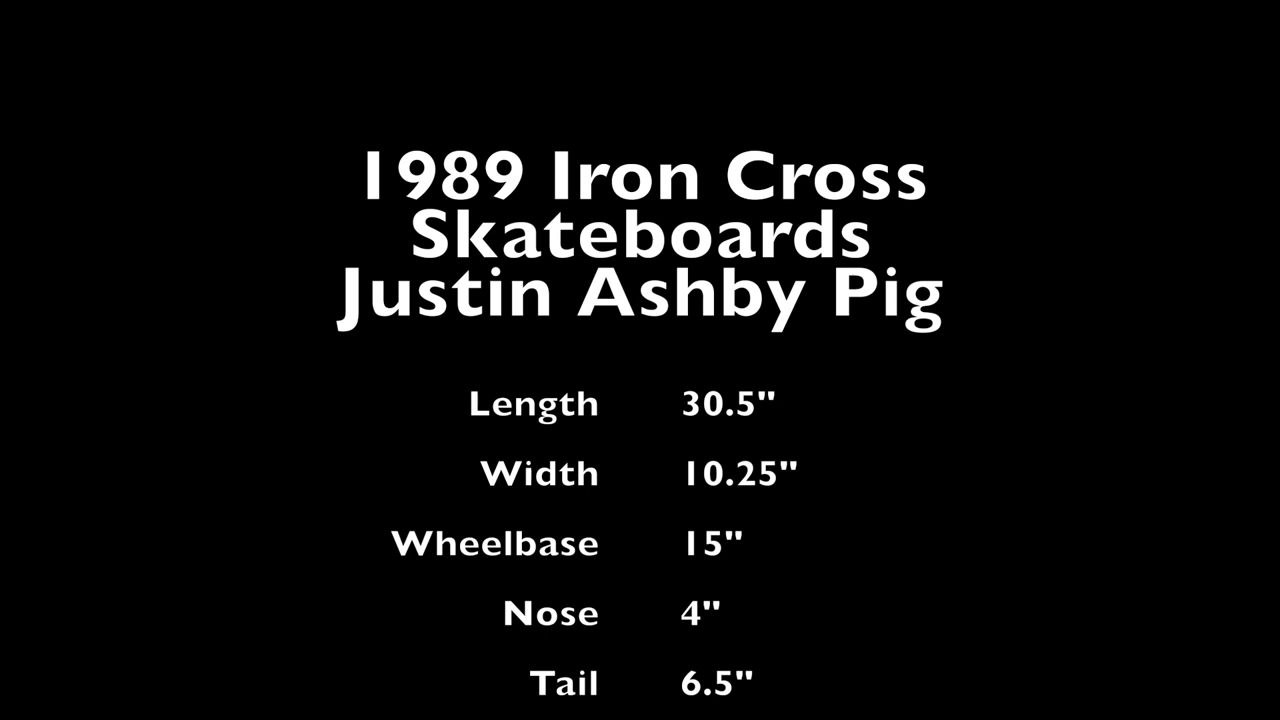 1989 Iron Cross
Skateboards
Justin Ashby Pig
Length 30.5"
Width 10.25"
Wheelbase 15"
Nose 4"
Tail 6.5"